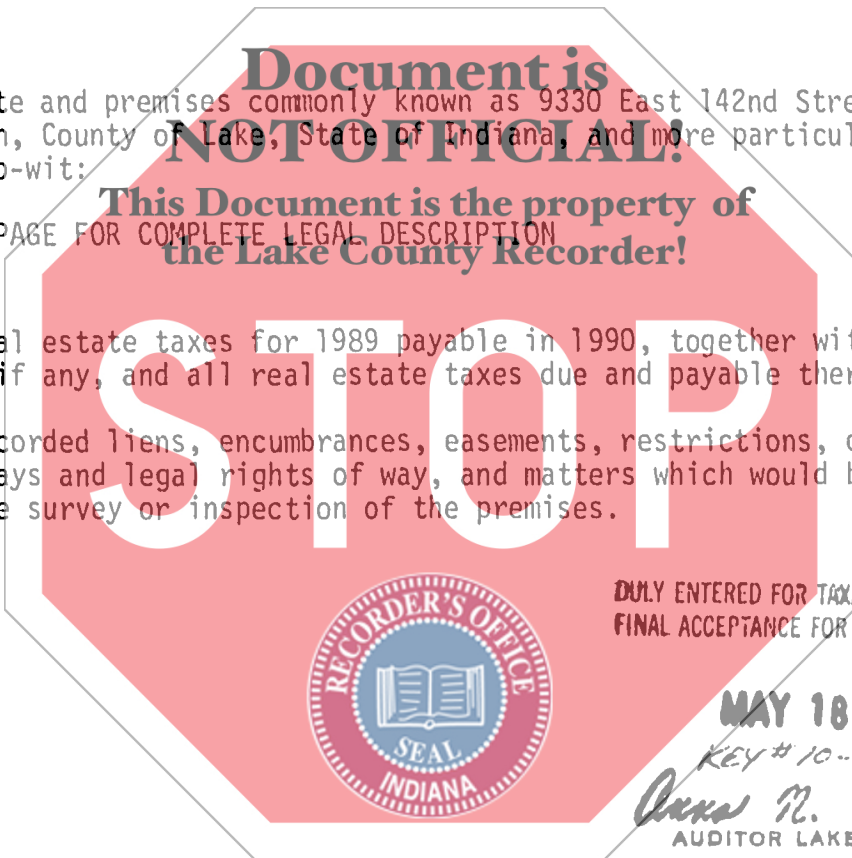 Document is
te and premises commonly known as 9330 East 142nd Stre
n, County of Lake, State of Indiana, and more particul
NOT OFFICIAL!
o-wit:
This Document is the property of
PAGE FOR COMPLETE LEGAL DESCRIPTION
the Lake County Recorder!
al estate taxes for 1989 payable in 1990, together wit
if any, and all real estate taxes due and payable ther
STOP
corded liens, encumbrances, easements, restrictions, c
ays and legal rights of way, and matters which would b
e survey or inspection of the premises.
DULY ENTERED FOR TAX
FINAL ACCEPTANCE FOR
RECORDER'S OFFICE
SEAL
INDIANA
MAY 18
KEY # 10-
Anna N.
AUDITOR LAKE